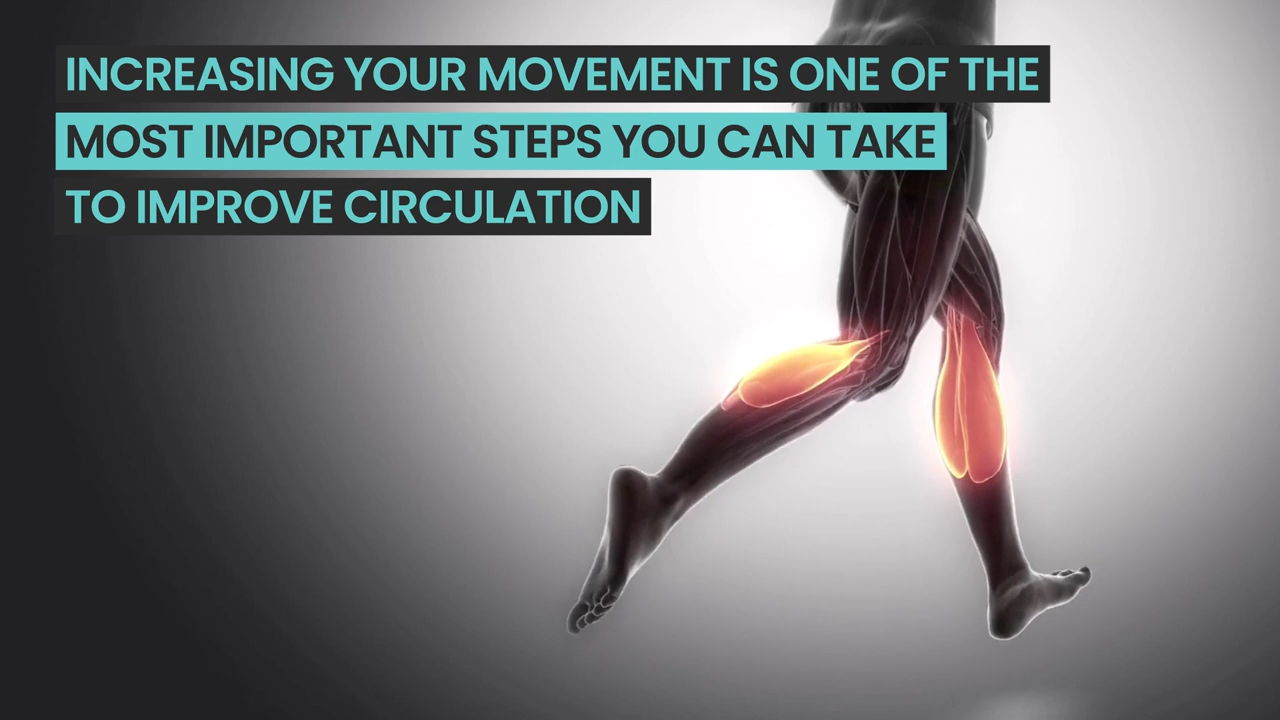 INCREASING YOUR MOVEMENT IS ONE OF THE
MOST IMPORTANT STEPS YOU CAN TAKE
TO IMPROVE CIRCULATION